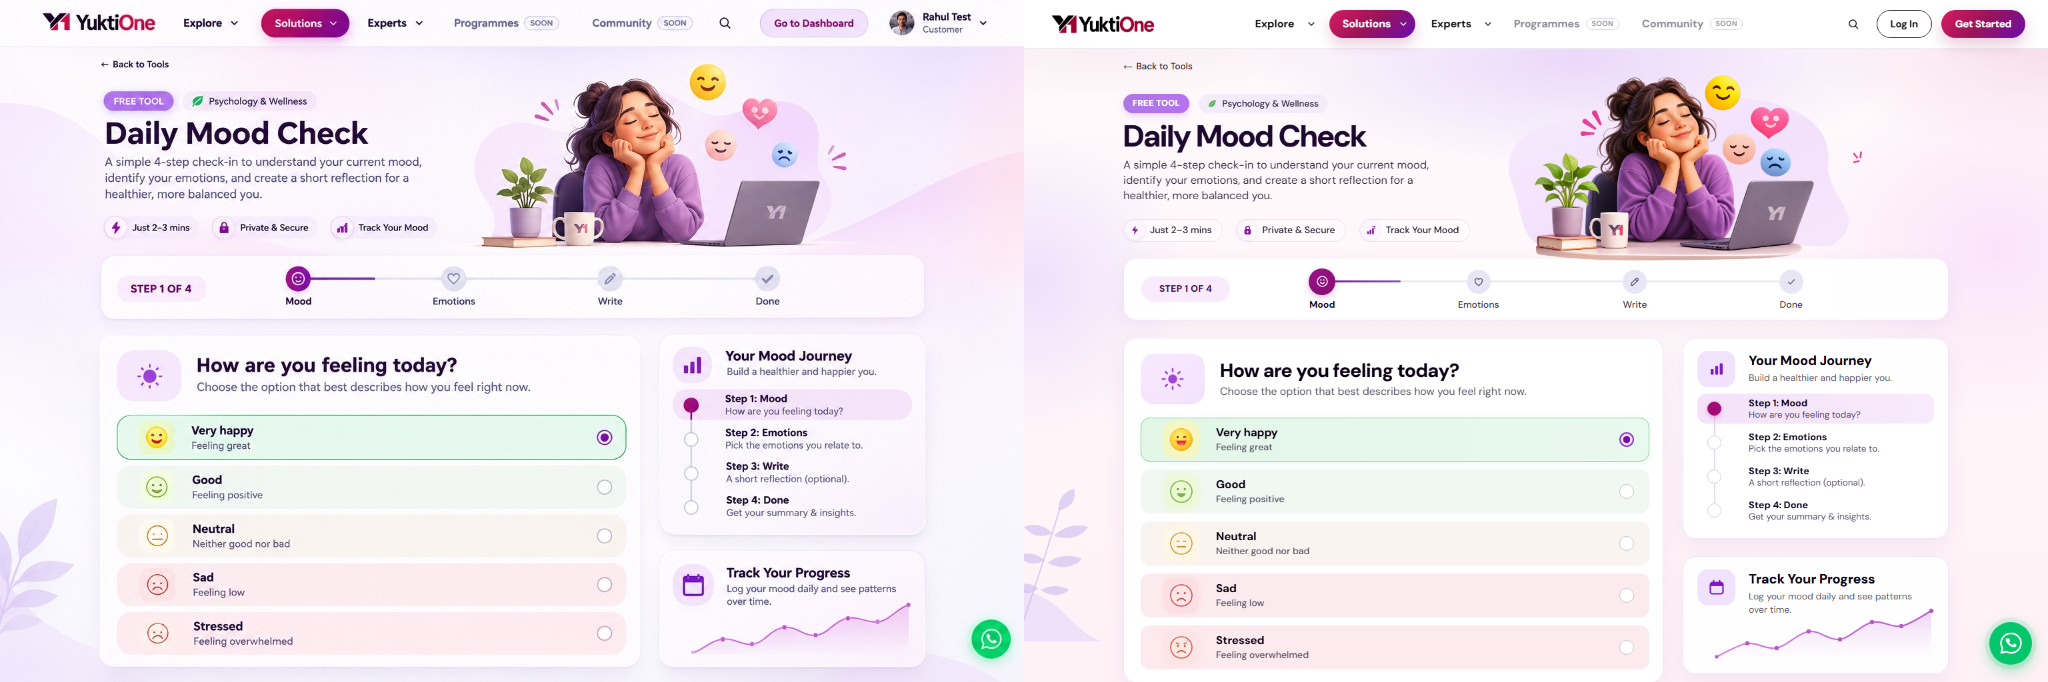 YuktiOne
Explore
Solutions
Experts
Programmes SOON
Community SOON
Go to Dashboard
Rahul Test
Customer
← Back to Tools
FREE TOOL
Psychology & Wellness
Daily Mood Check
A simple 4-step check-in to understand your current mood,
identify your emotions, and create a short reflection for a
healthier, more balanced you.
Just 2–3 mins
Private & Secure
Track Your Mood
Y1
Y1
STEP 1 OF 4
Mood
Emotions
Write
Done
How are you feeling today?
Choose the option that best describes how you feel right now.
Very happy
Feeling great
Good
Feeling positive
Neutral
Neither good nor bad
Sad
Feeling low
Stressed
Feeling overwhelmed
Your Mood Journey
Build a healthier and happier you.
Step 1: Mood
How are you feeling today?
Step 2: Emotions
Pick the emotions you relate to.
Step 3: Write
A short reflection (optional).
Step 4: Done
Get your summary & insights.
Track Your Progress
Log your mood daily and see patterns
over time.
YuktiOne
Explore
Solutions
Experts
Programmes SOON
Community SOON
Log In
Get Started
← Back to Tools
FREE TOOL
Psychology & Wellness
Daily Mood Check
A simple 4-step check-in to understand your current mood,
identify your emotions, and create a short reflection for a
healthier, more balanced you.
Just 2–3 mins
Private & Secure
Track Your Mood
Y1
Y1
STEP 1 OF 4
Mood
Emotions
Write
Done
How are you feeling today?
Choose the option that best describes how you feel right now.
Very happy
Feeling great
Good
Feeling positive
Neutral
Neither good nor bad
Sad
Feeling low
Stressed
Feeling overwhelmed
Your Mood Journey
Build a healthier and happier you.
Step 1: Mood
How are you feeling today?
Step 2: Emotions
Pick the emotions you relate to.
Step 3: Write
A short reflection (optional).
Step 4: Done
Get your summary & insights.
Track Your Progress
Log your mood daily and see patterns
over time.